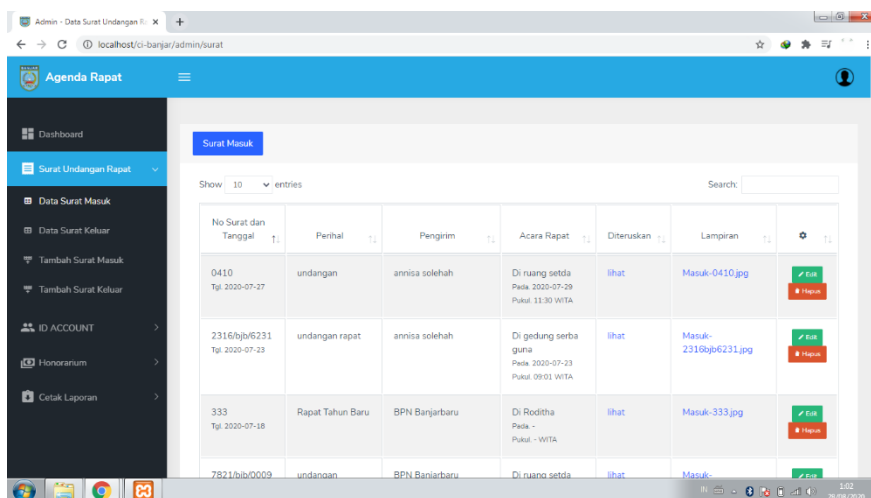 Admin - Data Surat Undangan R
localhost/ci-banjar/admin/surat
Agenda Rapat
Dashboard
Surat Undangan Rapat
Data Surat Masuk
Data Surat Keluar
Tambah Surat Masuk
Tambah Surat Keluar
ID ACCOUNT
Honorarium
Cetak Laporan
Surat Masuk
Show 10 entries
Search:
No Surat dan Tanggal Perihal Pengirim Acara Rapat Diteruskan Lampiran
0410 undangan annisa solehah Di ruang setda lihat Masuk-0410.jpg Edit
Tgl. 2020-07-27 Pada. 2020-07-29 Hapus
Pukul. 11:30 WITA
2316/bjb/6231 undangan rapat annisa solehah Di gedung serba lihat Masuk- Edit
Tgl. 2020-07-23 guna 2316bjb6231.jpg Hapus
Pada. 2020-07-23
Pukul. 09:01 WITA
333 Rapat Tahun Baru BPN Banjarbaru Di Roditha lihat Masuk-333.jpg Edit
Tgl. 2020-07-18 Pada. - Hapus
Pukul. - WITA
7821/bjb/0009 undangan BPN Banjarbaru Di ruang setda lihat Masuk- Edit
IN 1:02
29/08/2020